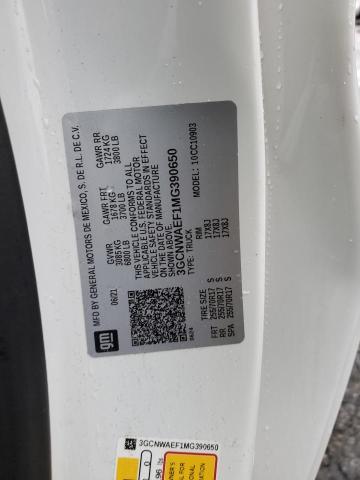 MFD BY GENERAL MOTORS DE MEXICO, S. DE R.L. DE C.V.
06/21
GVWR
3085 KG
6800 LB
GAWR FRT
1678 KG
3700 LB
GAWR RR
1724 KG
3800 LB
THIS VEHICLE CONFORMS TO ALL
APPLICABLE U.S. FEDERAL MOTOR
VEHICLE SAFETY STANDARDS IN EFFECT
ON THE DATE OF MANUFACTURE
SHOWN ABOVE.
3GCNWAEF1MG390650
TYPE: TRUCK
MODEL: 10CC10903
gm
TIRE SIZE
RIM
FRT 255/70R17 S 17X8J
RR 255/70R17 S 17X8J
SPA 255/70R17 S 17X8J
3GCNWAEF1MG390650